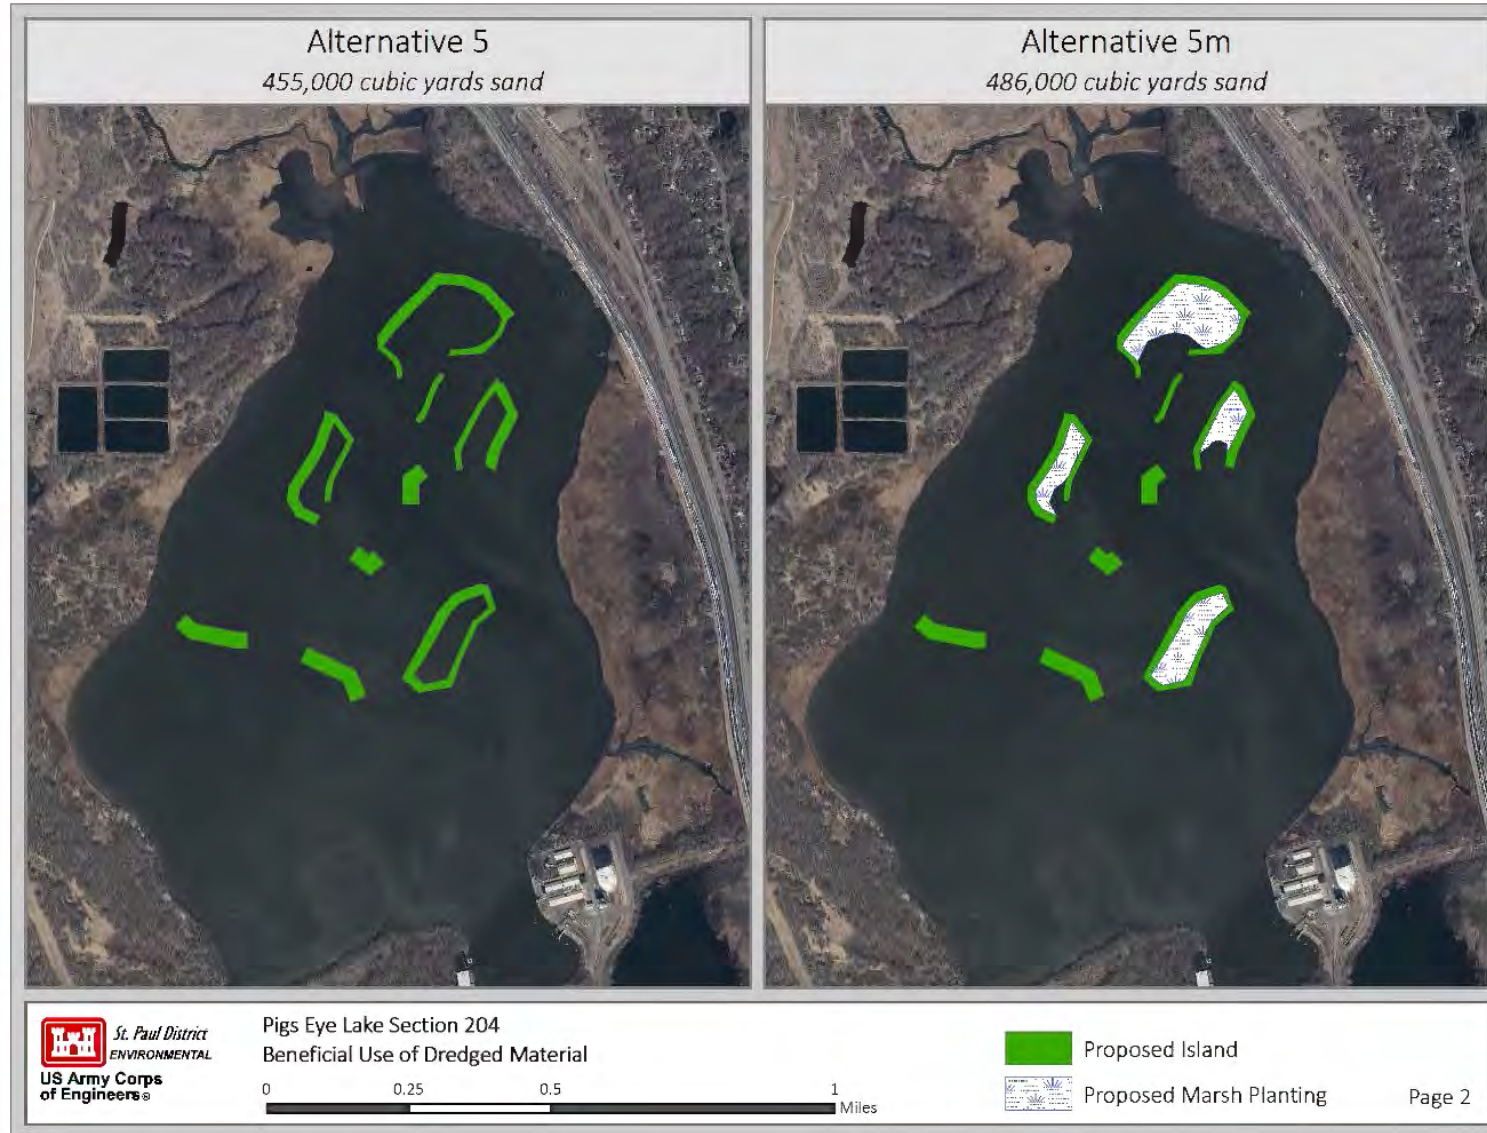 Alternative 5
455,000 cubic yards sand
Alternative 5m
486,000 cubic yards sand
St. Paul District
ENVIRONMENTAL
US Army Corps
of Engineers®
Pigs Eye Lake Section 204
Beneficial Use of Dredged Material
0 0.25 0.5 1
Miles
Proposed Island
Proposed Marsh Planting
Page 2